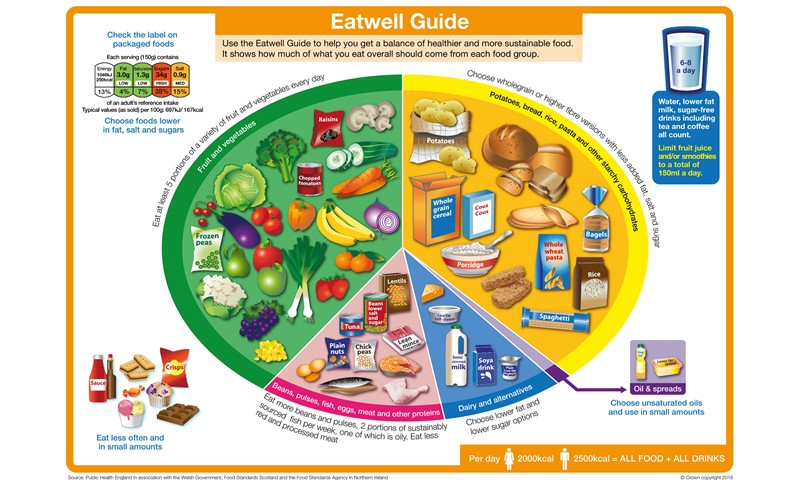 Eatwell Guide
Use the Eatwell Guide to help you get a balance of healthier and more sustainable food.
It shows how much of what you eat overall should come from each food group.
Check the label on
packaged foods
Each serving (150g) contains
Energy
1046kJ
250kcal
13%
Fat
3.0g
LOW
4%
Saturates
1.3g
LOW
7%
Sugars
34g
HIGH
38%
Salt
0.9g
MED
15%
of an adult's reference intake
Typical values (as sold) per 100g: 697kJ/ 167kcal
Choose foods lower
in fat, salt and sugars
6-8
a day
Water, lower fat
milk, sugar-free
drinks including
tea and coffee
all count.
Limit fruit juice
and/or smoothies
to a total of
150ml a day.
Eat at least 5 portions of a variety of fruit and vegetables every day
Fruit and vegetables
Raisins
Chopped
tomatoes
Frozen
peas
Choose wholegrain or higher fibre versions with less added fat, salt and sugar
Potatoes, bread, rice, pasta and other starchy carbohydrates
Potatoes
Whole
grain
cereal
Cous
Cous
Porridge
Bagels
Whole
wheat
pasta
Rice
Spaghetti
Lentils
Beans
lower
salt
and
sugar
Tuna
Plain
nuts
Chick
peas
Lean
mince
Beans, pulses, fish, eggs, meat and other proteins
Eat more beans and pulses, 2 portions of sustainably
sourced fish per week, one of which is oily. Eat less
red and processed meat
Semi
skimmed
milk
Soya
drink
Dairy and alternatives
Choose lower fat and
lower sugar options
Oil & spreads
Choose unsaturated oils
and use in small amounts
Sauce
Crisps
Eat less often and
in small amounts
Per day 2000kcal 2500kcal = ALL FOOD + ALL DRINKS
Source: Public Health England in association with the Welsh Government, Food Standards Scotland and the Food Standards Agency in Northern Ireland
© Crown copyright 2016